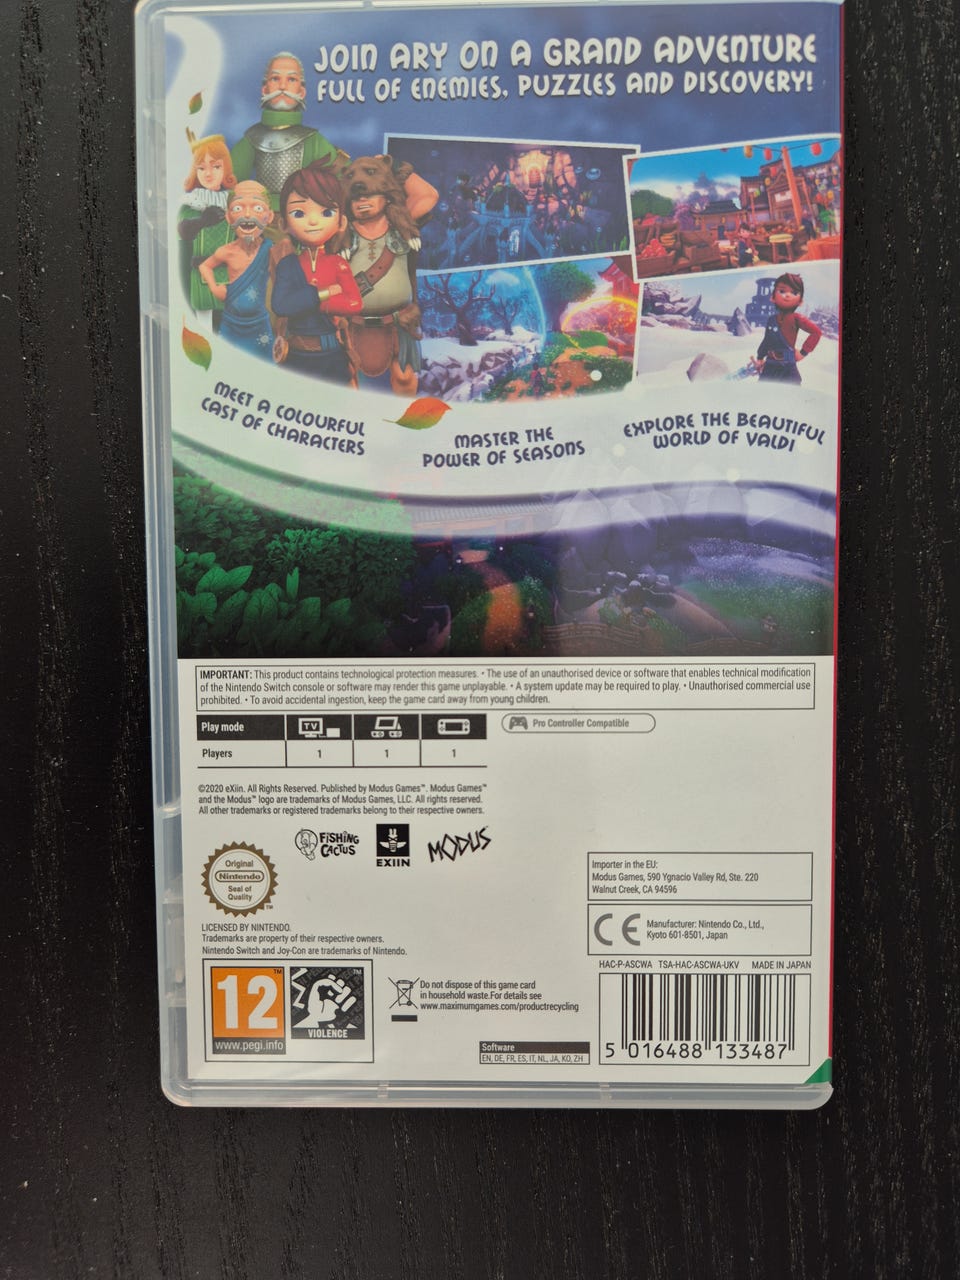 JOIN ARY ON A GRAND ADVENTURE
FULL OF ENEMIES, PUZZLES AND DISCOVERY!
MEET A COLOURFUL
CAST OF CHARACTERS
MASTER THE
POWER OF SEASONS
EXPLORE THE BEAUTIFUL
WORLD OF VALDI
IMPORTANT: This product contains technological protection measures. • The use of an unauthorised device or software that enables technical modification
of the Nintendo Switch console or software may render this game unplayable. • A system update may be required to play. • Unauthorised commercial use
prohibited. • To avoid accidental ingestion, keep the game card away from young children.
Play mode TV
Players 1 1 1
Pro Controller Compatible
©2020 eXiin. All Rights Reserved. Published by Modus Games™. Modus Games™
and the Modus™ logo are trademarks of Modus Games, LLC. All rights reserved.
All other trademarks or registered trademarks belong to their respective owners.
FISHING
CACTUS
EXIIN
MODUS
Original
Nintendo
Seal of
Quality
TM
LICENSED BY NINTENDO.
Trademarks are property of their respective owners.
Nintendo Switch and Joy-Con are trademarks of Nintendo.
Importer in the EU:
Modus Games, 590 Ygnacio Valley Rd, Ste. 220
Walnut Creek, CA 94596
CE
Manufacturer: Nintendo Co., Ltd.,
Kyoto 601-8501, Japan
HAC-P-ASCWA TSA-HAC-ASCWA-UKV MADE IN JAPAN
12 TM
www.pegi.info
TM
VIOLENCE
Do not dispose of this game card
in household waste.For details see
www.maximumgames.com/productrecycling
Software
EN, DE, FR, ES, IT, NL, JA, KO, ZH
5 016488 133487